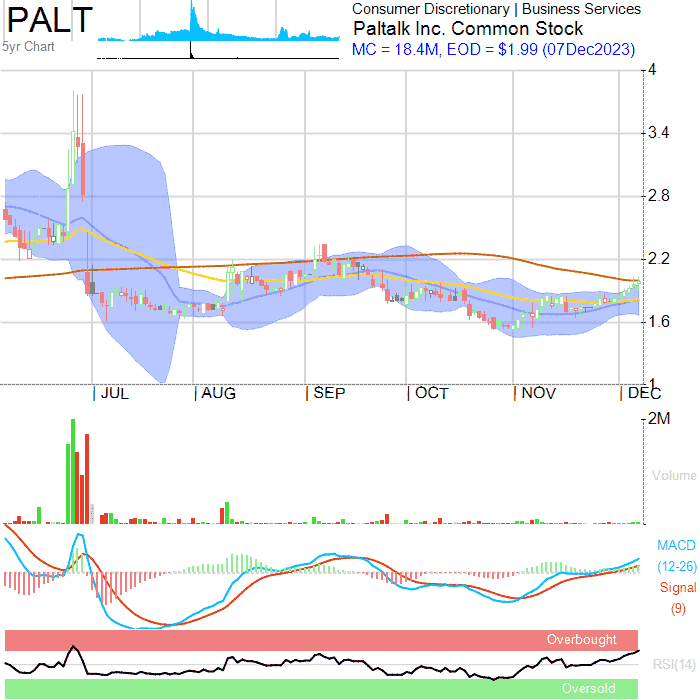 PALT
5yr Chart
Consumer Discretionary | Business Services
Paltalk Inc. Common Stock
MC = 18.4M, EOD = $1.99 (07Dec2023)
4
3.4
2.8
2.2
1.6
1
| JUL | AUG | SEP | OCT | NOV | DEC
2M
Volume
MACD
(12-26)
Signal
(9)
Overbought
RSI(14)
Oversold